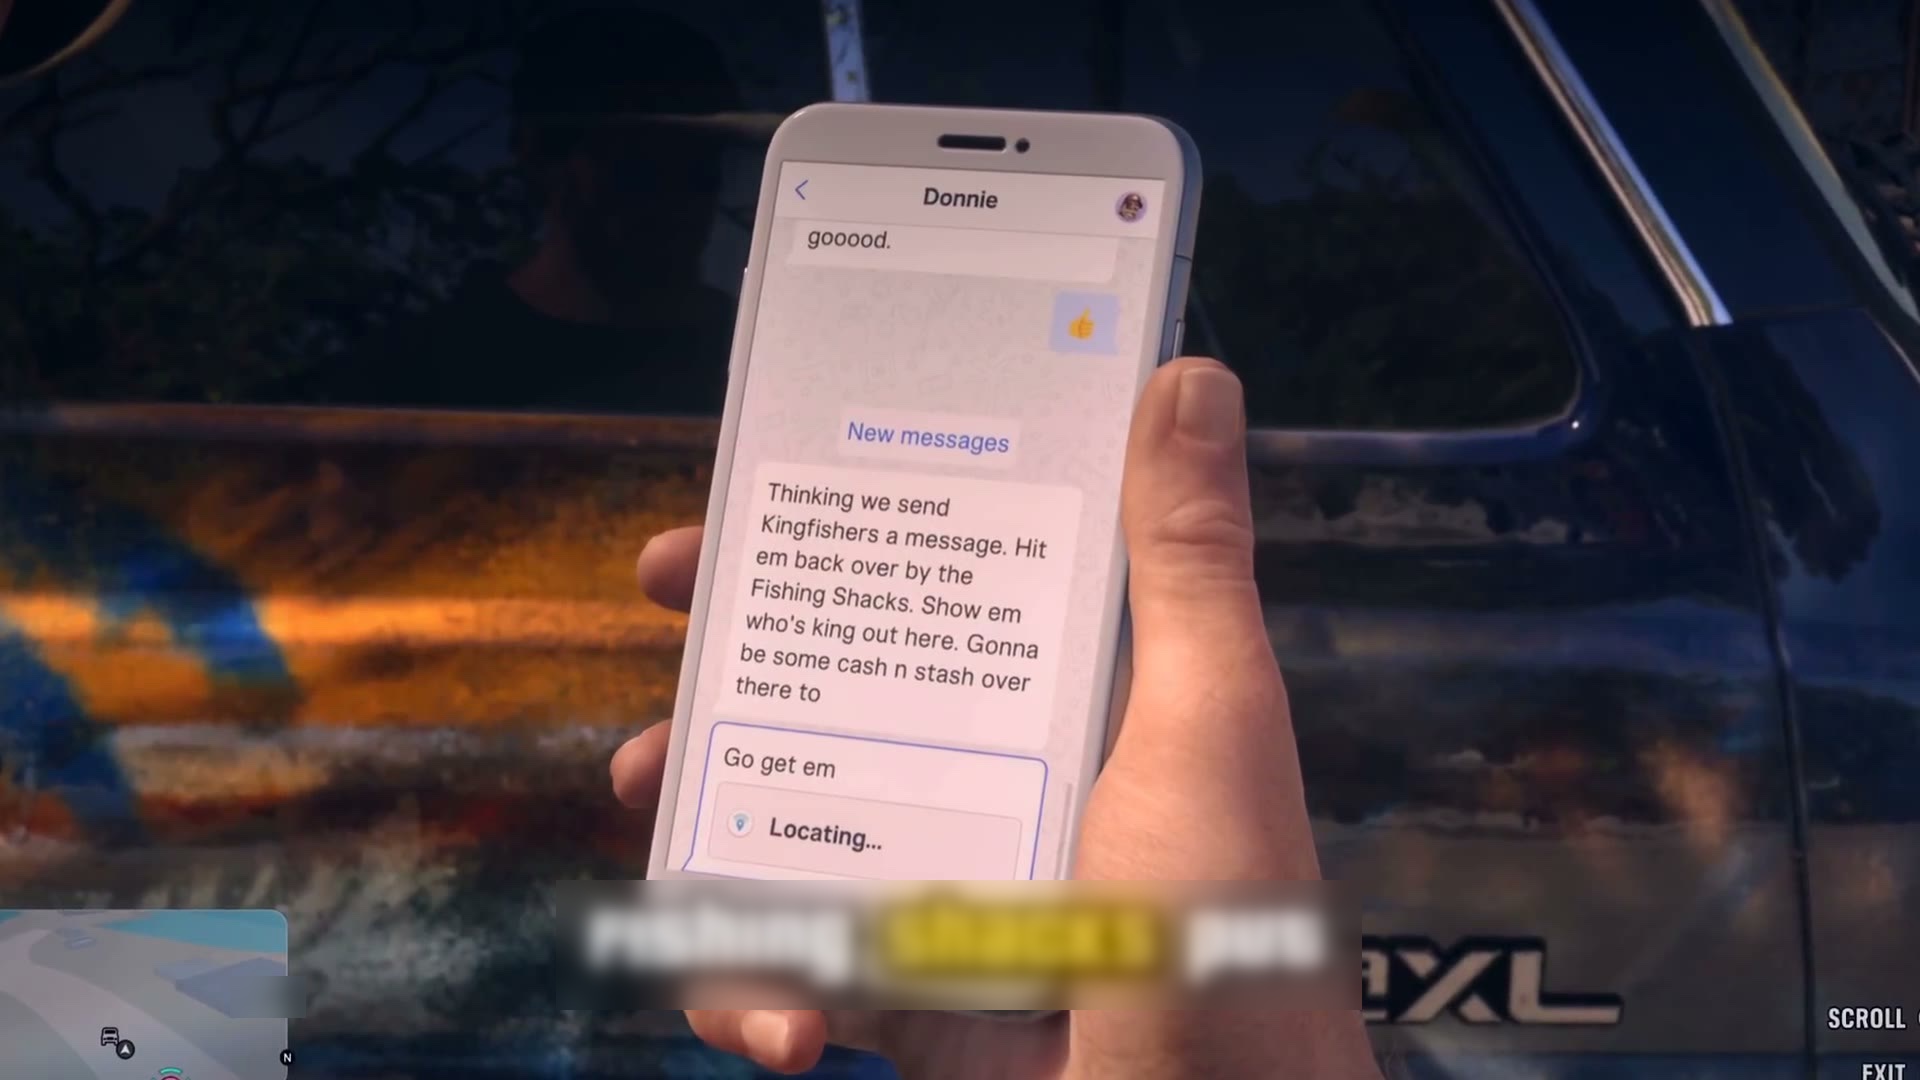 Donnie
gooood.
👍
New messages
Thinking we send
Kingfishers a message. Hit
em back over by the
Fishing Shacks. Show em
who's king out here. Gonna
be some cash n stash over
there to
Go get em
Locating...
shacks
XL
N
SCROLL
EXIT